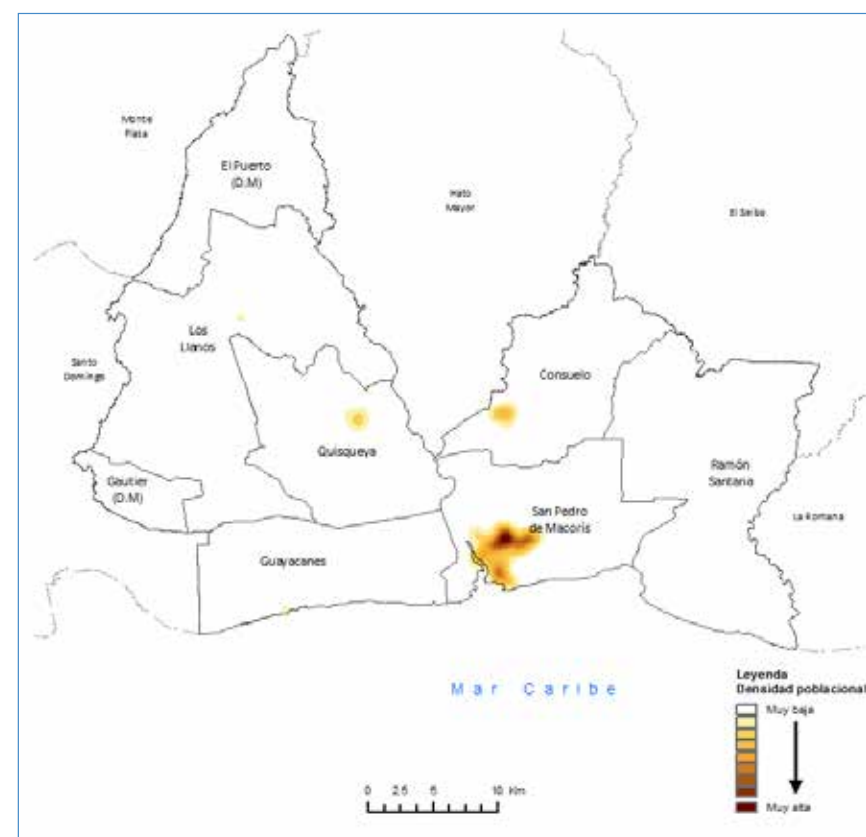 Monte
Plata
El Puerto
(D.M)
Hato
Mayor
El Seibo
Los
Llanos
Santo
Domingo
Consuelo
Quisqueya
Ramón
Santana
Gautier
(D.M)
San Pedro
de Macorís
La Romana
Guayacanes
Mar Caribe
Leyenda
Densidad poblacional
Muy baja
Muy alta
0 2.5 5 10 Km